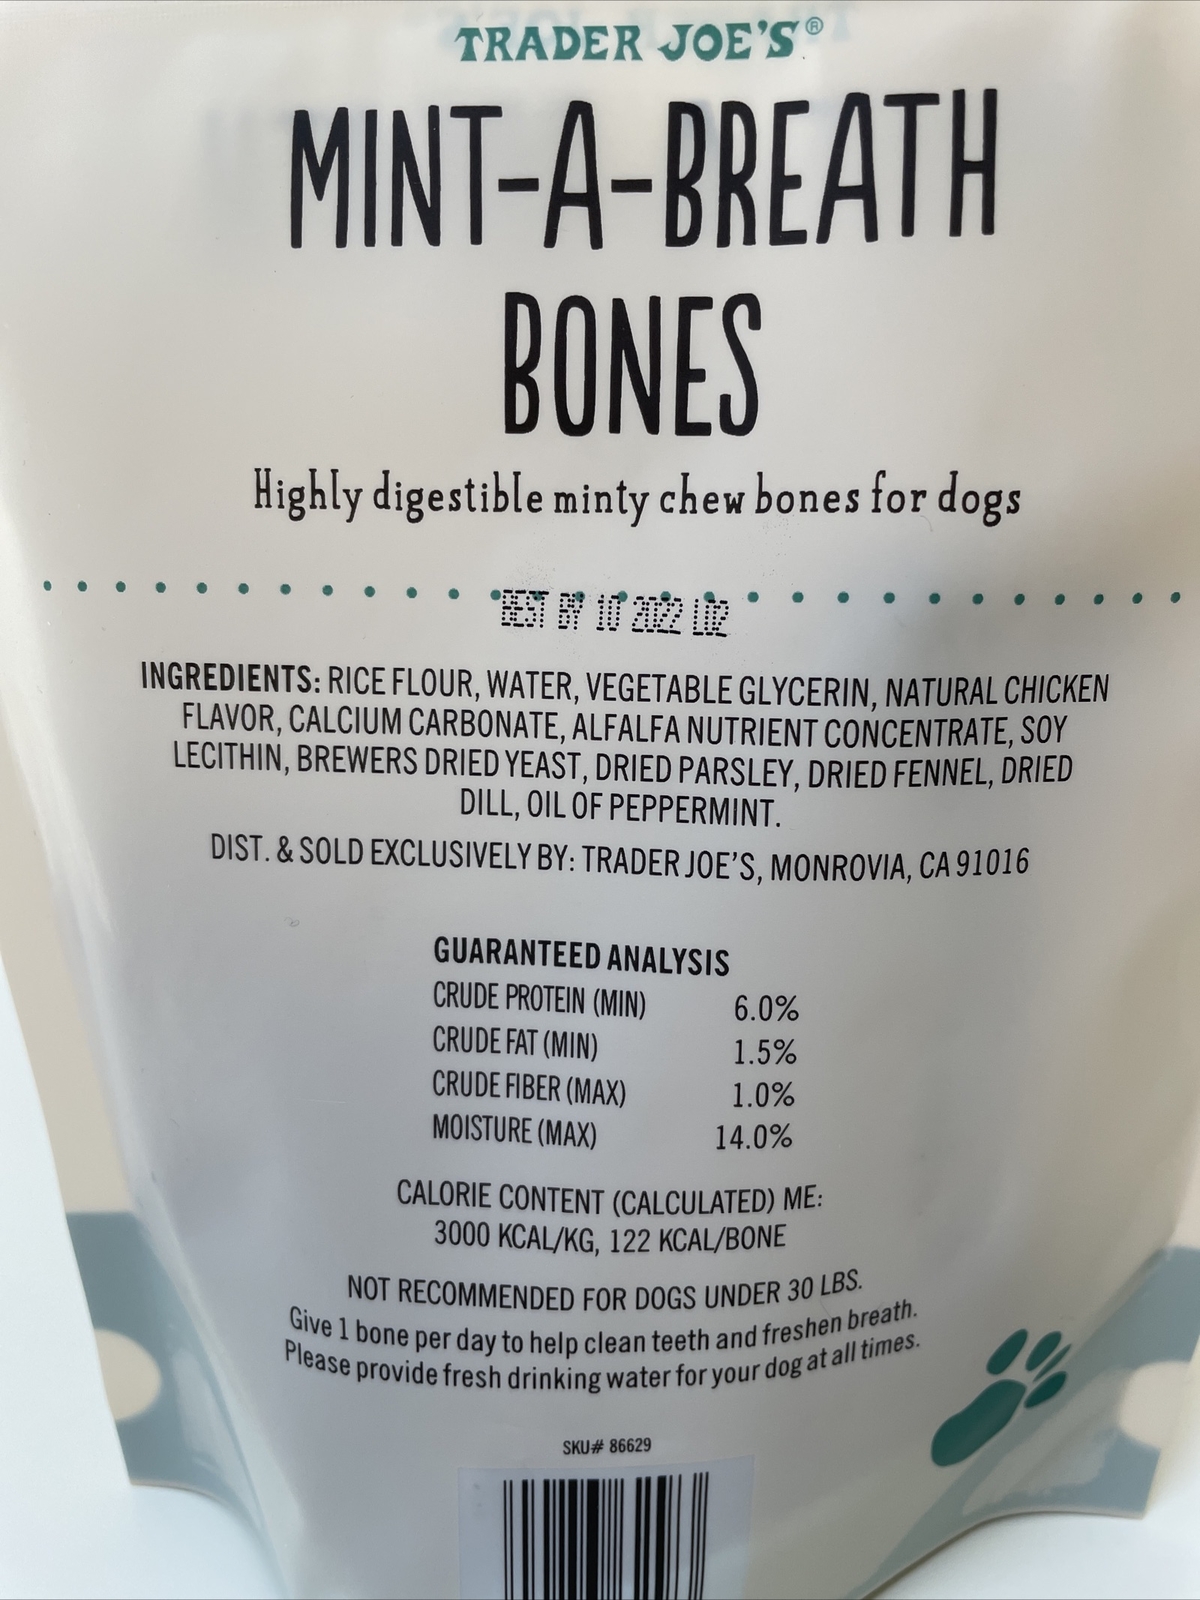 TRADER JOE'S®
MINT-A-BREATH
BONES
Highly digestible minty chew bones for dogs
BEST BY 10 2022 L02
INGREDIENTS: RICE FLOUR, WATER, VEGETABLE GLYCERIN, NATURAL CHICKEN
FLAVOR, CALCIUM CARBONATE, ALFALFA NUTRIENT CONCENTRATE, SOY
LECITHIN, BREWERS DRIED YEAST, DRIED PARSLEY, DRIED FENNEL, DRIED
DILL, OIL OF PEPPERMINT.
DIST. & SOLD EXCLUSIVELY BY: TRADER JOE'S, MONROVIA, CA 91016
GUARANTEED ANALYSIS
CRUDE PROTEIN (MIN) 6.0%
CRUDE FAT (MIN) 1.5%
CRUDE FIBER (MAX) 1.0%
MOISTURE (MAX) 14.0%
CALORIE CONTENT (CALCULATED) ME:
3000 KCAL/KG, 122 KCAL/BONE
NOT RECOMMENDED FOR DOGS UNDER 30 LBS.
Give 1 bone per day to help clean teeth and freshen breath.
Please provide fresh drinking water for your dog at all times.
SKU# 86629